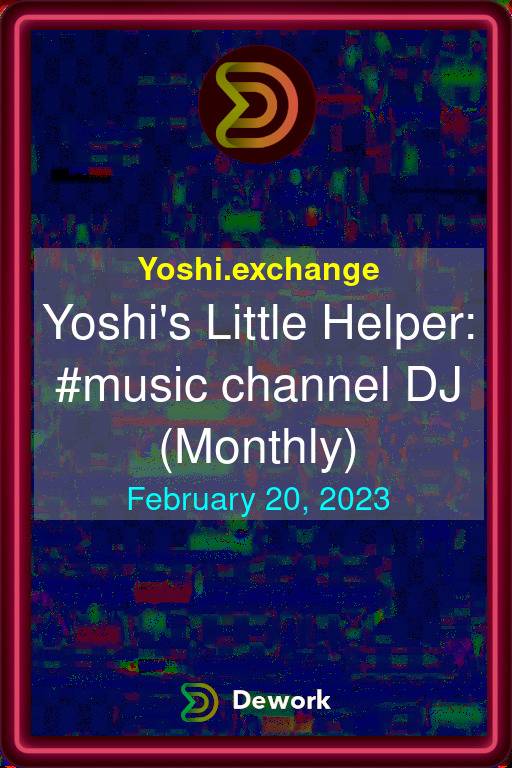 Yoshi.exchange
Yoshi's Little Helper:
#music channel DJ
(Monthly)
February 20, 2023
Dework